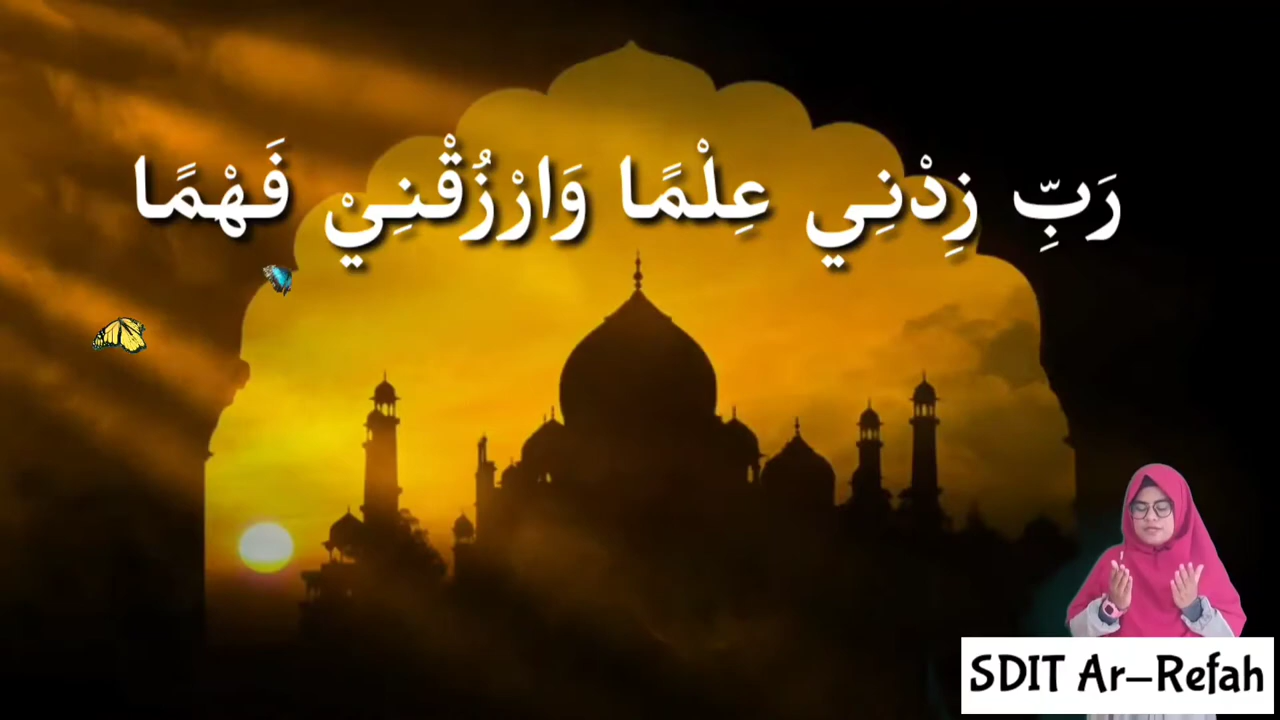 رَبِّ زِدْنِي عِلْمًا وَارْزُقْنِيْ فَهْمًا
SDIT Ar-Refah